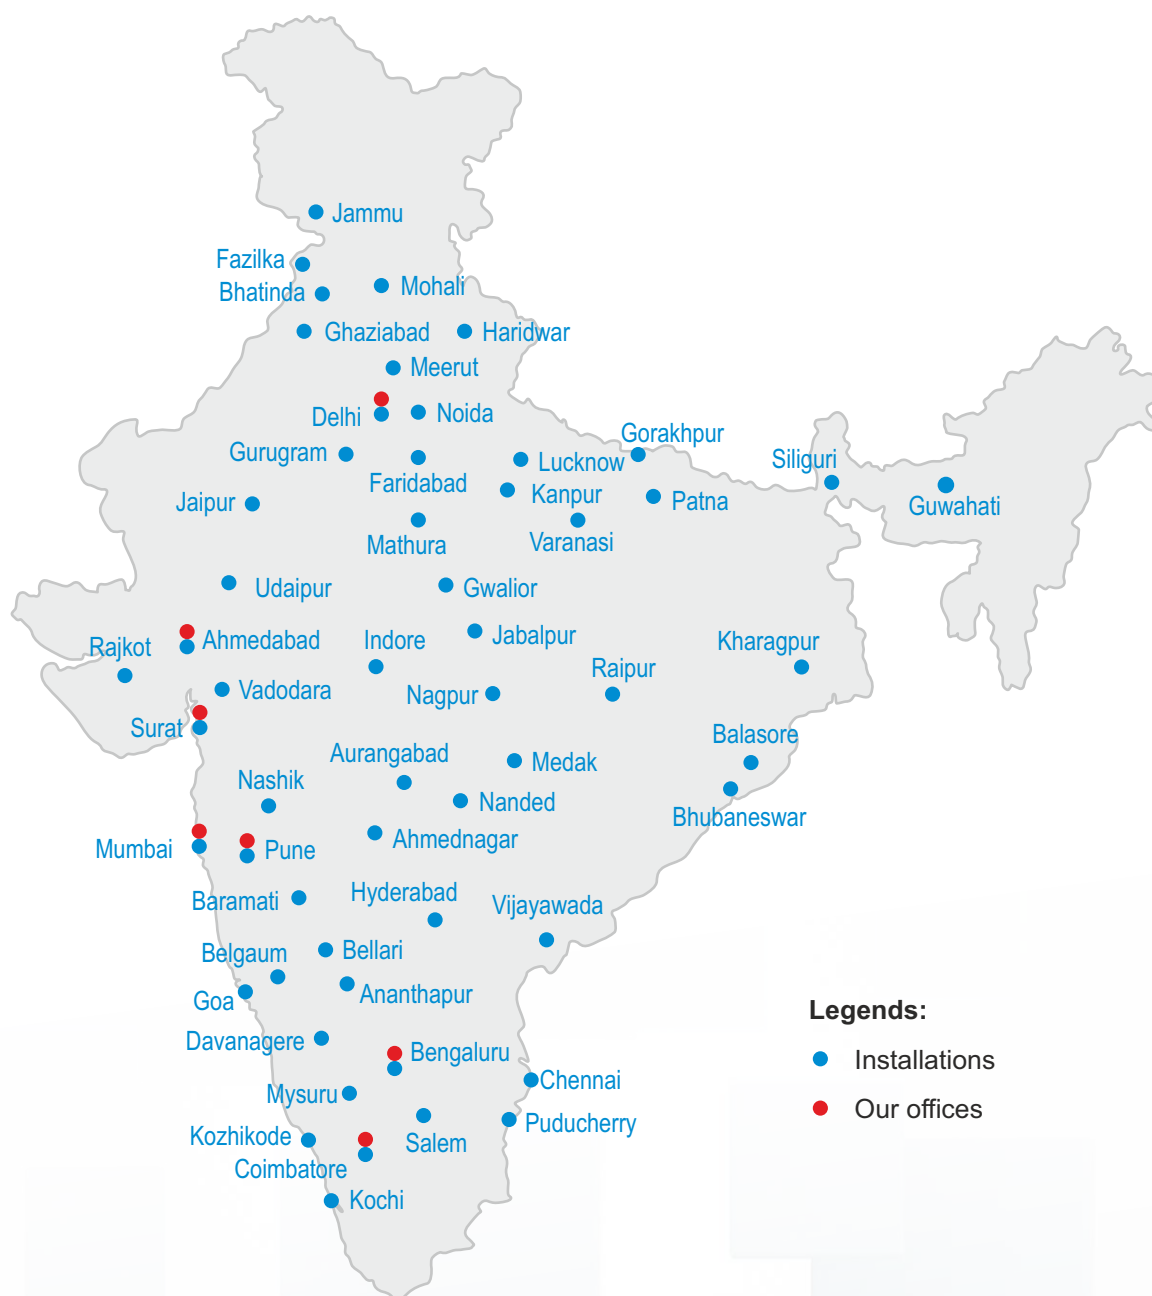 Jammu
Fazilka
Bhatinda
Mohali
Ghaziabad
Haridwar
Meerut
Delhi
Noida
Gorakhpur
Gurugram
Lucknow
Siliguri
Faridabad
Kanpur
Jaipur
Patna
Guwahati
Mathura
Varanasi
Udaipur
Gwalior
Rajkot
Ahmedabad
Indore
Jabalpur
Kharagpur
Raipur
Vadodara
Nagpur
Surat
Balasore
Aurangabad
Medak
Nashik
Nanded
Bhubaneswar
Mumbai
Pune
Ahmednagar
Baramati
Hyderabad
Vijayawada
Belgaum
Bellari
Goa
Ananthapur
Legends:
Davanagere
Bengaluru
Installations
Chennai
Mysuru
Our offices
Puducherry
Kozhikode
Salem
Coimbatore
Kochi